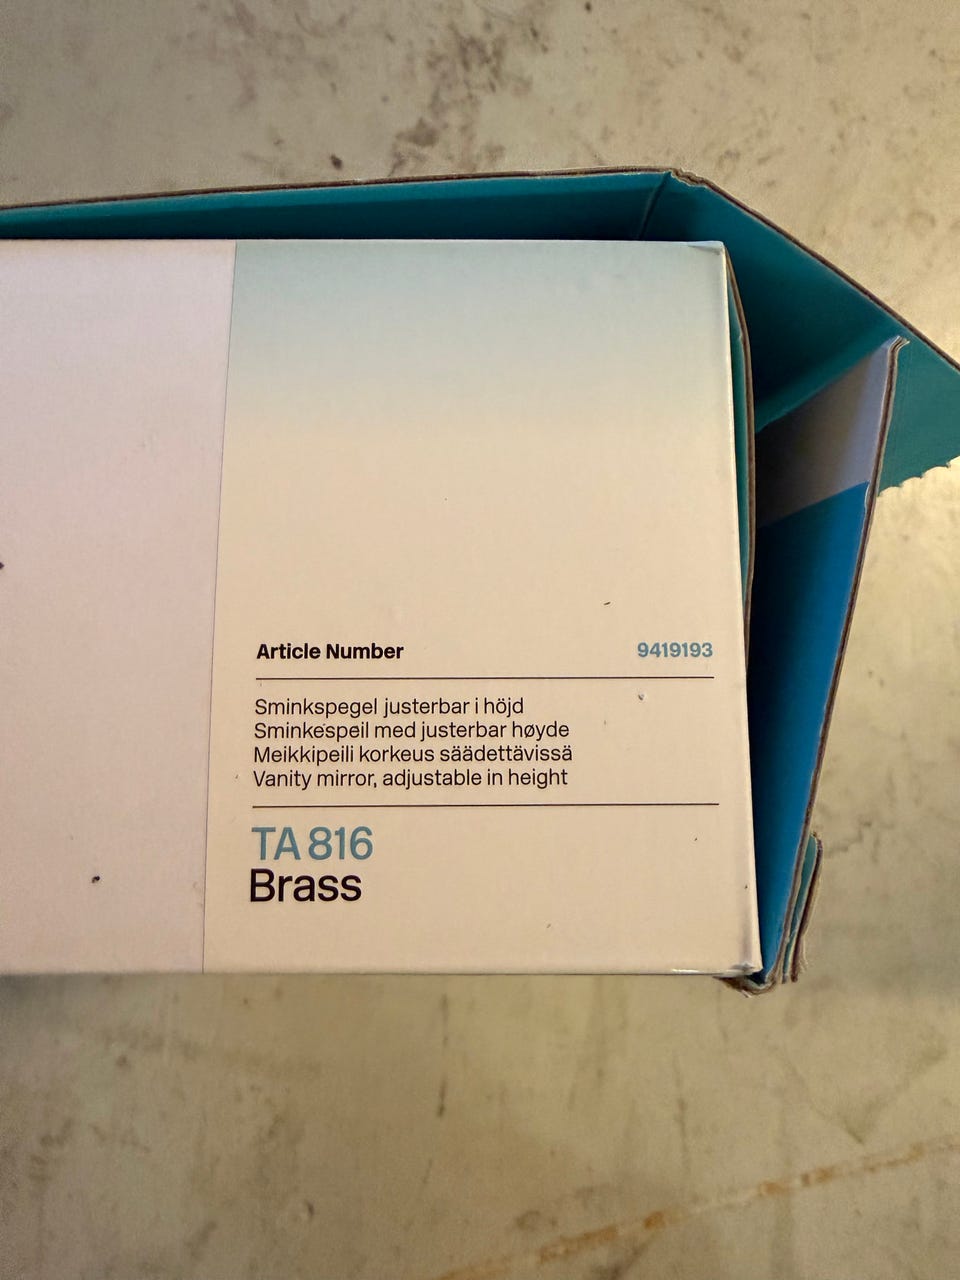 Article Number 9419193
Sminkspegel justerbar i höjd
Sminkespeil med justerbar høyde
Meikkipeili korkeus säädettävissä
Vanity mirror, adjustable in height
TA 816
Brass